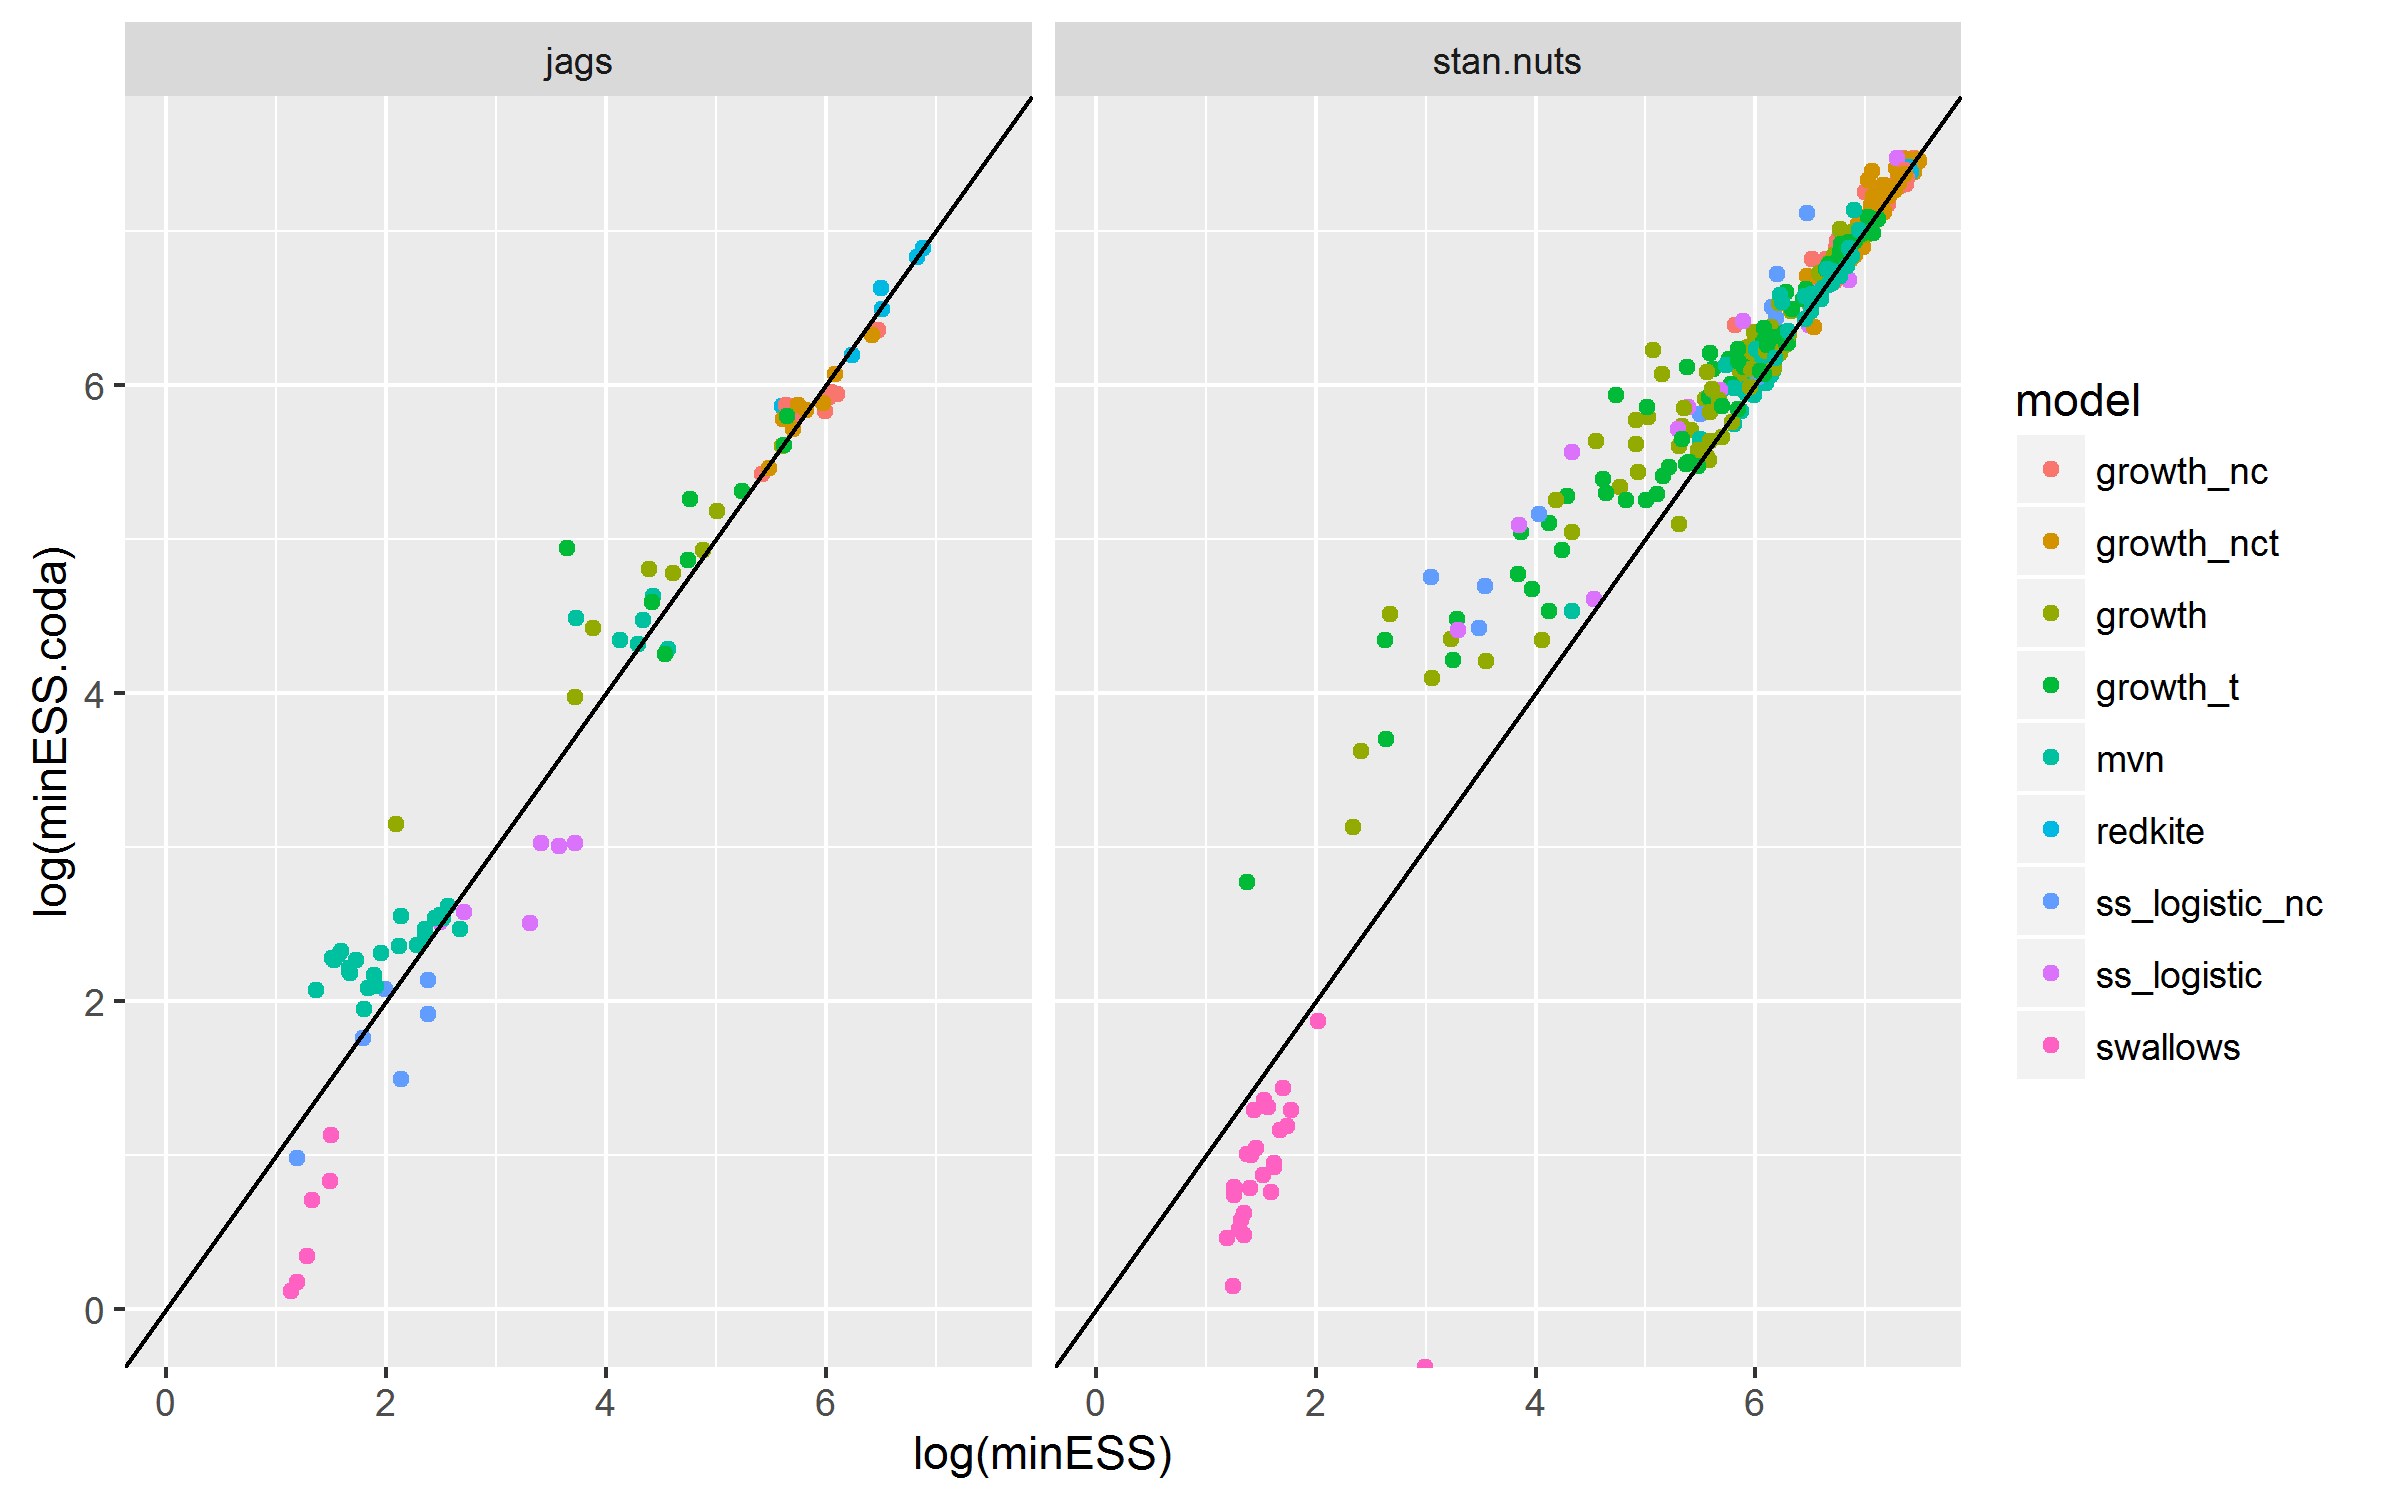 jags
stan.nuts
log(minESS.coda)
6
4
2
0
0 2 4 6
0 2 4 6
log(minESS)
model
growth_nc
growth_nct
growth
growth_t
mvn
redkite
ss_logistic_nc
ss_logistic
swallows